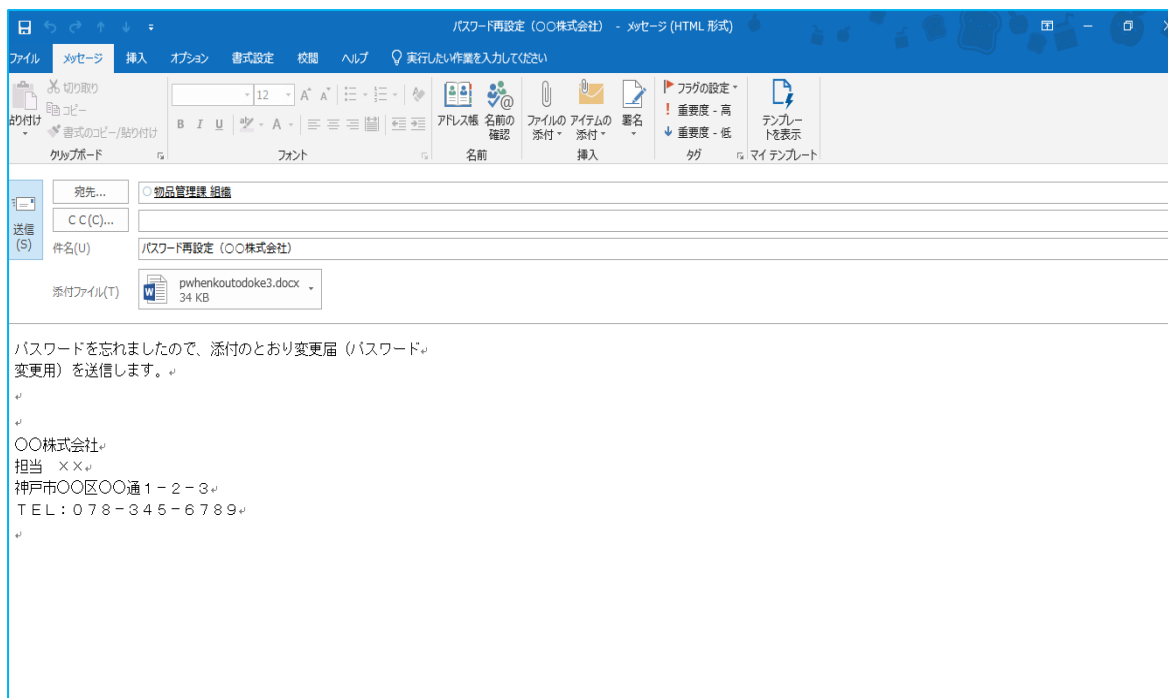 パスワード再設定（〇〇株式会社） - メッセージ (HTML 形式)
ファイル メッセージ 挿入 オプション 書式設定 校閲 ヘルプ 実行したい作業を入力してください
貼り付け
切り取り
コピー
書式のコピー/貼り付け
クリップボード
12
B I U
フォント
アドレス帳 名前の確認
名前
ファイルの添付 アイテムの添付 署名
挿入
フラグの設定
重要度 - 高
重要度 - 低
タグ
テンプレートを表示
マイ テンプレート
送信
(S)
宛先... 物品管理課 組織
C C (C)...
件名(U) パスワード再設定（〇〇株式会社）
添付ファイル(T) pwhenkoutodoke3.docx
34 KB
パスワードを忘れましたので、添付のとおり変更届（パスワード
変更用）を送信します。
〇〇株式会社
担当　××
神戸市〇〇区〇〇通１－２－３
ＴＥＬ：０７８－３４５－６７８９